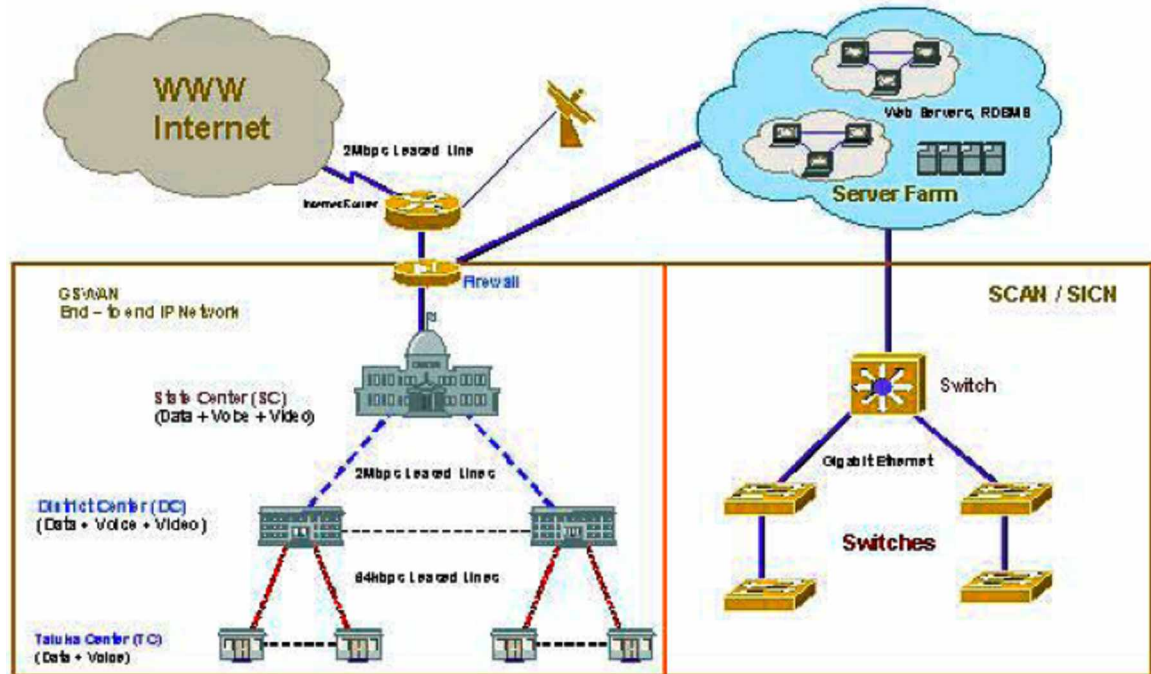 WWW
Internet
2Mbps Leased Line
Internet Router
Web Servers, RDBMS
Server Farm
Firewall
GSWAN
End – to end IP Network
SCAN / SICN
State Center (SC)
(Data + Voice + Video)
Switch
2Mbps Leased Lines
Gigabit Ethernet
District Center (DC)
(Data + Voice + Video)
Switches
64kbps Leased Lines
Taluka Center (TC)
(Data + Voice)